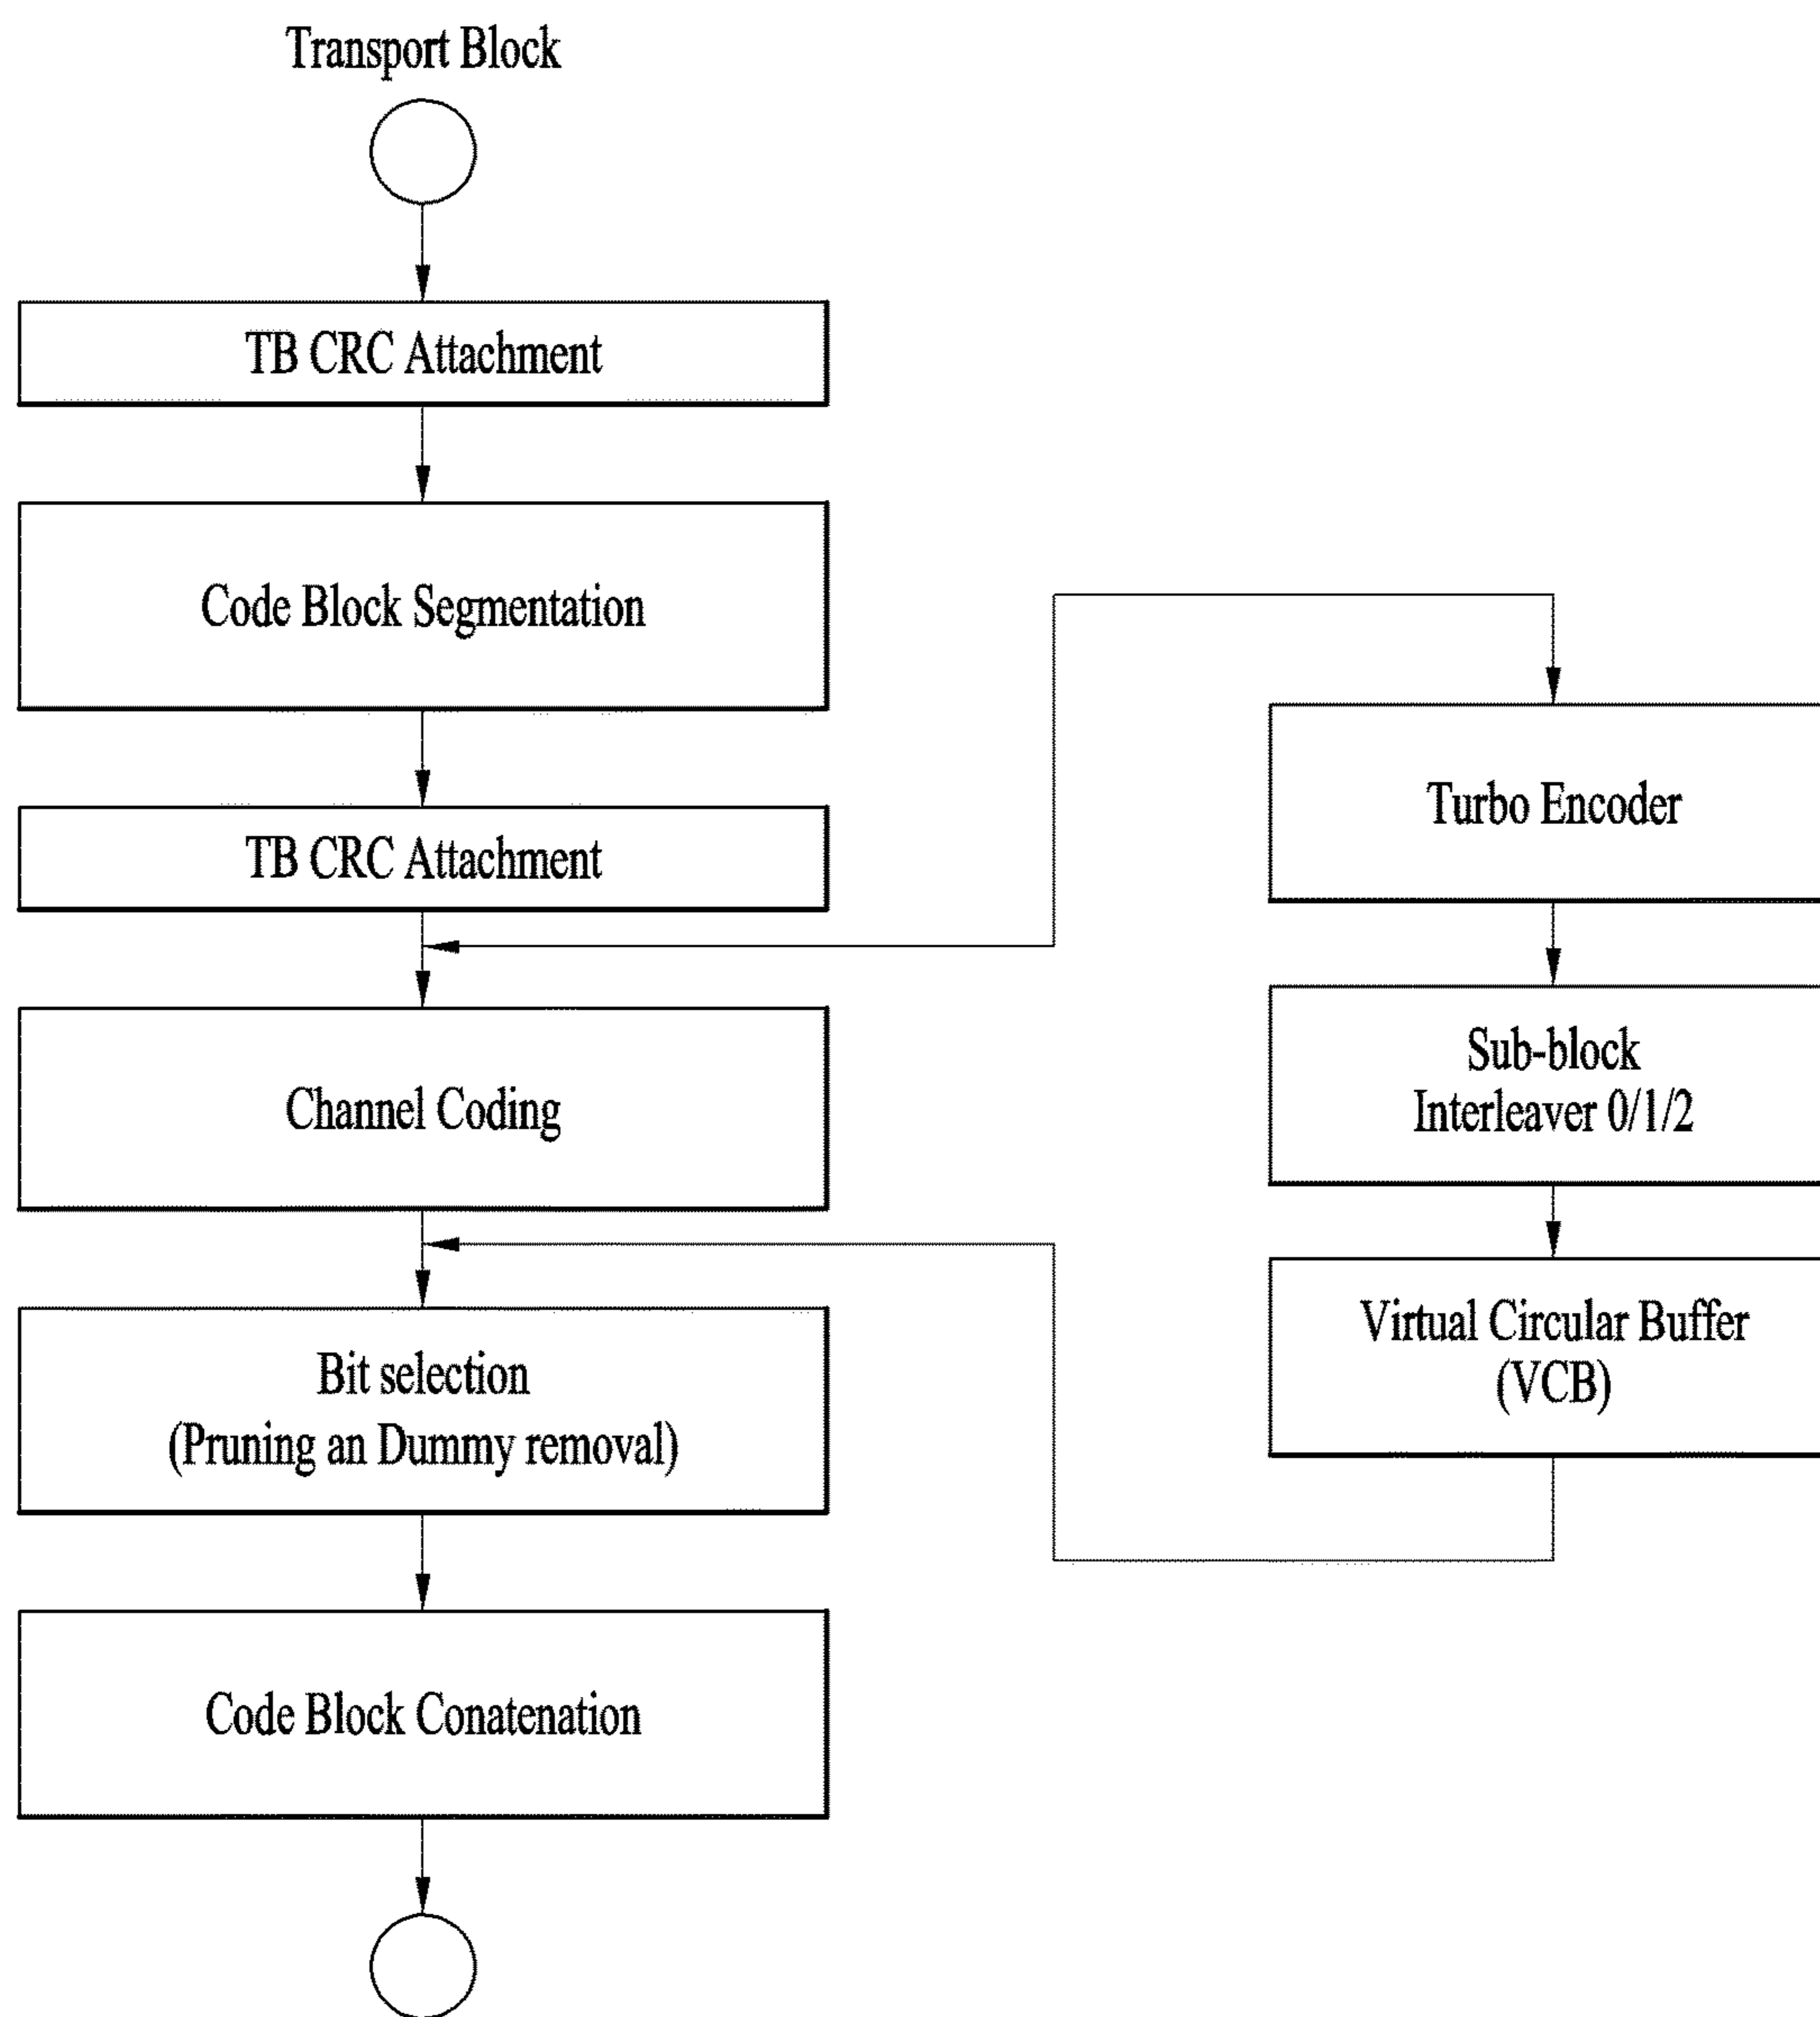 Transport Block
TB CRC Attachment
Code Block Segmentation
TB CRC Attachment
Channel Coding
Bit selection
(Pruning an Dummy removal)
Code Block Conatenation
Turbo Encoder
Sub-block
Interleaver 0/1/2
Virtual Circular Buffer
(VCB)